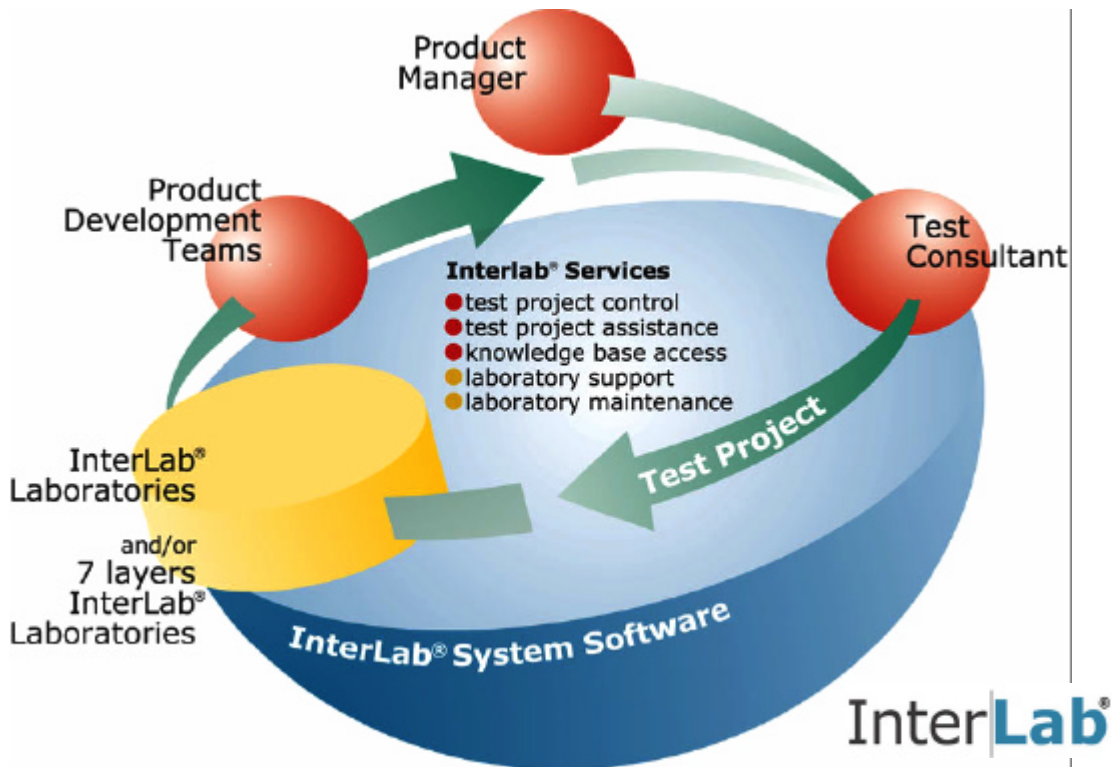 Product
Manager
Product
Development
Teams
Test
Consultant
Interlab® Services
test project control
test project assistance
knowledge base access
laboratory support
laboratory maintenance
Test Project
InterLab®
Laboratories
and/or
7 layers
InterLab®
Laboratories
InterLab® System Software
InterLab®